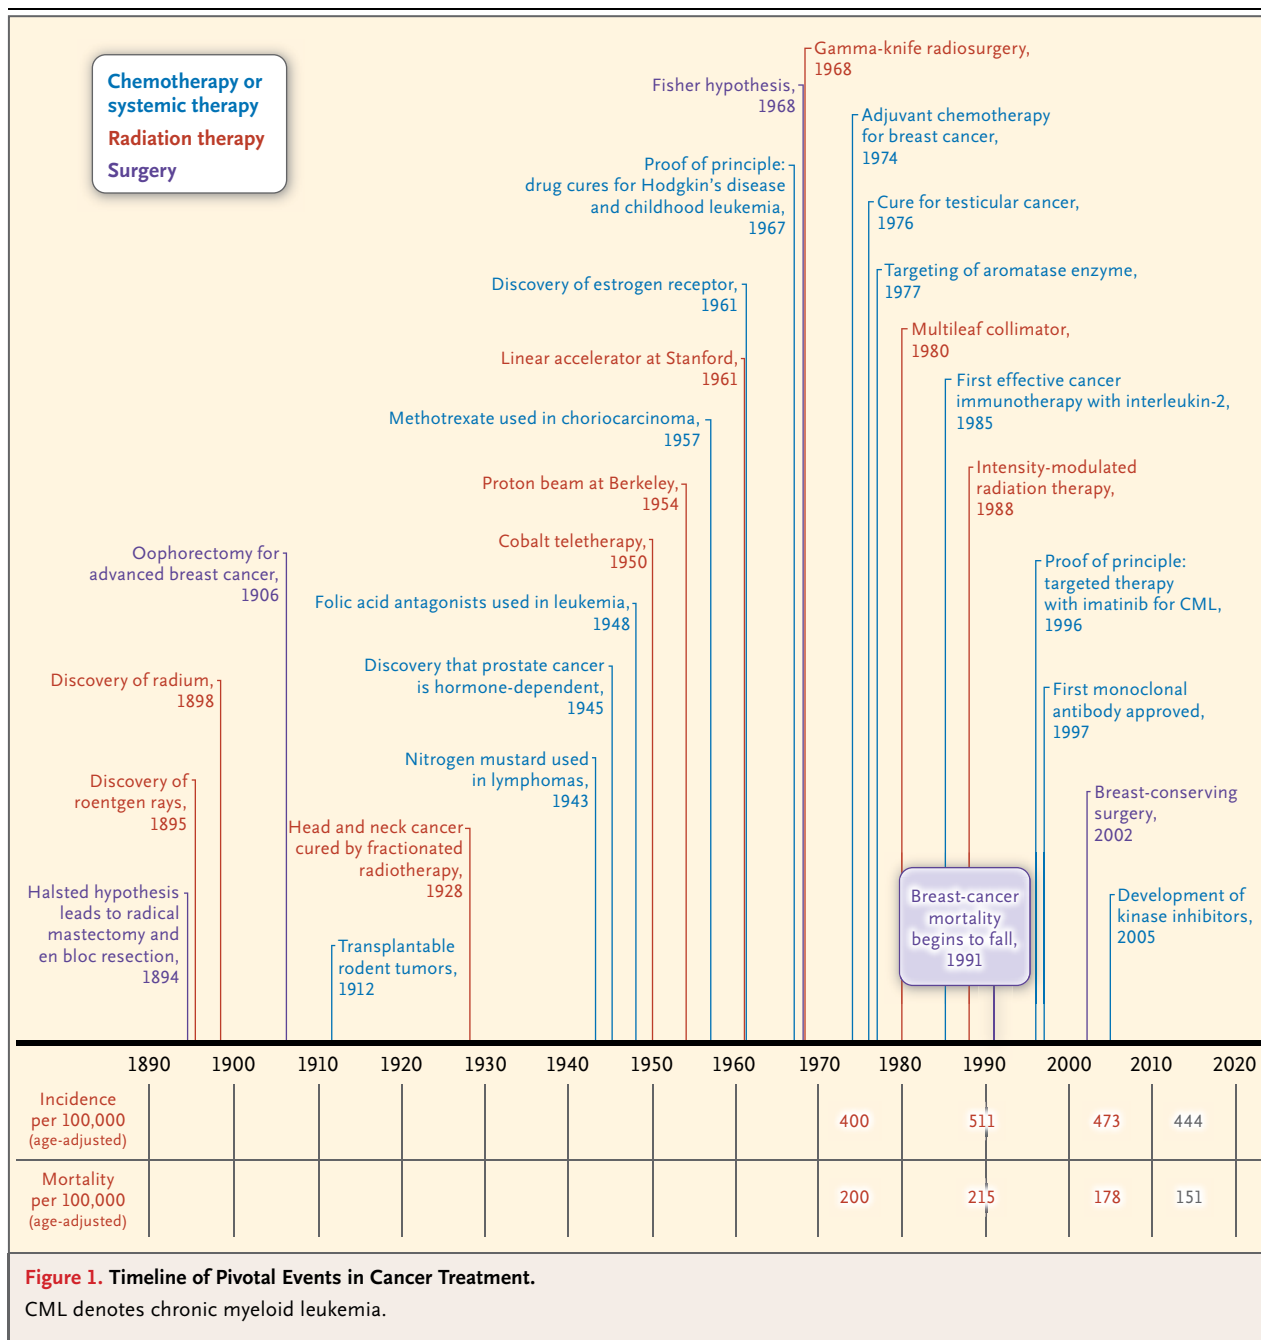 Chemotherapy or
systemic therapy
Radiation therapy
Surgery
Gamma-knife radiosurgery,
1968
Fisher hypothesis,
1968
Adjuvant chemotherapy
for breast cancer,
1974
Proof of principle:
drug cures for Hodgkin's disease
and childhood leukemia,
1967
Cure for testicular cancer,
1976
Targeting of aromatase enzyme,
1977
Discovery of estrogen receptor,
1961
Multileaf collimator,
1980
Linear accelerator at Stanford,
1961
First effective cancer
immunotherapy with interleukin-2,
1985
Methotrexate used in choriocarcinoma,
1957
Intensity-modulated
radiation therapy,
1988
Proton beam at Berkeley,
1954
Cobalt teletherapy,
1950
Oophorectomy for
advanced breast cancer,
1906
Proof of principle:
targeted therapy
with imatinib for CML,
1996
Folic acid antagonists used in leukemia,
1948
Discovery that prostate cancer
is hormone-dependent,
1945
Discovery of radium,
1898
First monoclonal
antibody approved,
1997
Nitrogen mustard used
in lymphomas,
1943
Discovery of
roentgen rays,
1895
Breast-conserving
surgery,
2002
Head and neck cancer
cured by fractionated
radiotherapy,
1928
Halsted hypothesis
leads to radical
mastectomy and
en bloc resection,
1894
Breast-cancer
mortality
begins to fall,
1991
Development of
kinase inhibitors,
2005
Transplantable
rodent tumors,
1912
1890 1900 1910 1920 1930 1940 1950 1960 1970 1980 1990 2000 2010 2020
Incidence
per 100,000
(age-adjusted)
400 511 473 444
Mortality
per 100,000
(age-adjusted)
200 215 178 151
Figure 1. Timeline of Pivotal Events in Cancer Treatment.
CML denotes chronic myeloid leukemia.